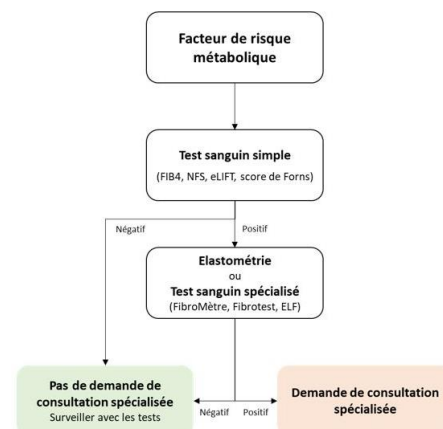 Facteur de risque
métabolique
Test sanguin simple
(FIB4, NFS, eLIFT, score de Forns)
Négatif
Positif
Elastométrie
ou
Test sanguin spécialisé
(FibroMètre, Fibrotest, ELF)
Pas de demande de
consultation spécialisée
Surveiller avec les tests
Négatif
Positif
Demande de consultation
spécialisée